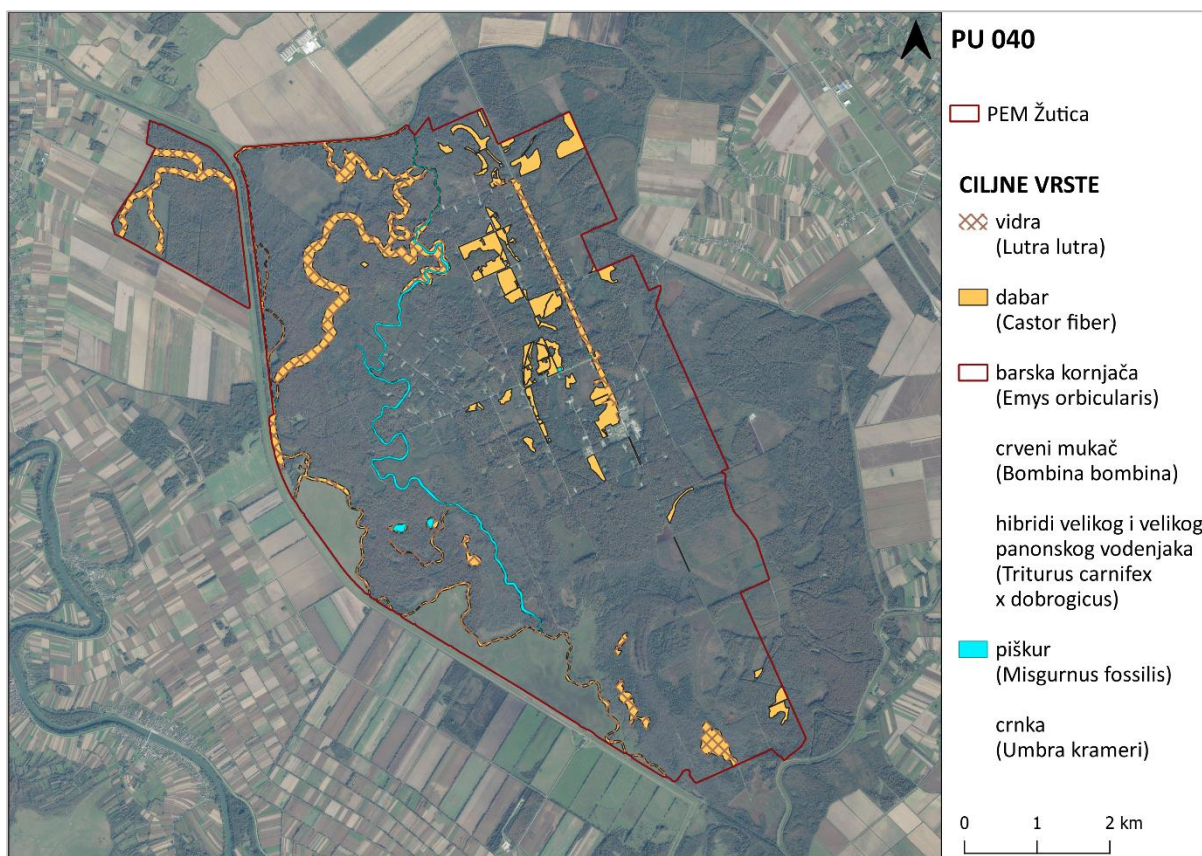 PU 040
PEM Žutica
CILJNE VRSTE
vidra
(Lutra lutra)
dabar
(Castor fiber)
barska kornjača
(Emys orbicularis)
crveni mukač
(Bombina bombina)
hibridi velikog i velikog
panonskog vodenjaka
(Triturus carnifex
x dobrogicus)
piškur
(Misgurnus fossilis)
crnka
(Umbra krameri)
0 1 2 km